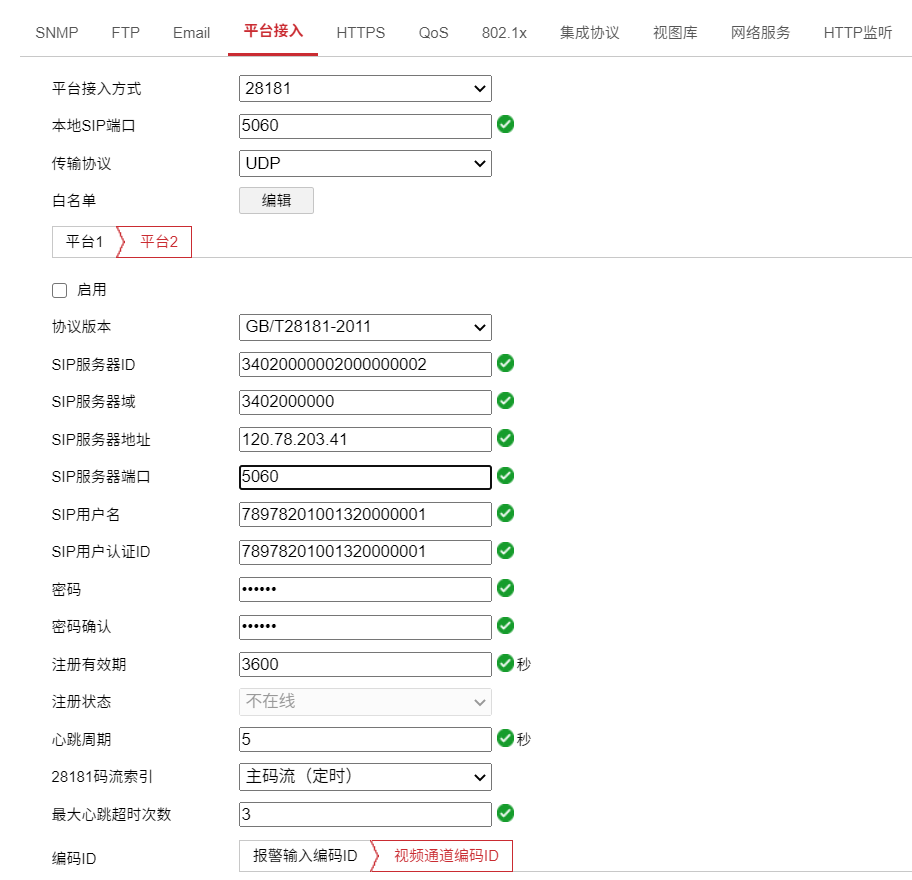 SNMP FTP Email 平台接入 HTTPS QoS 802.1x 集成协议 视图库 网络服务 HTTP监听
平台接入方式 28181
本地SIP端口 5060
传输协议 UDP
白名单 编辑
平台1 平台2
启用
协议版本 GB/T28181-2011
SIP服务器ID 34020000002000000002
SIP服务器域 3402000000
SIP服务器地址 120.78.203.41
SIP服务器端口 5060
SIP用户名 78978201001320000001
SIP用户认证ID 78978201001320000001
密码 ••••••
密码确认 ••••••
注册有效期 3600 秒
注册状态 不在线
心跳周期 5 秒
28181码流索引 主码流（定时）
最大心跳超时次数 3
编码ID 报警输入编码ID 视频通道编码ID